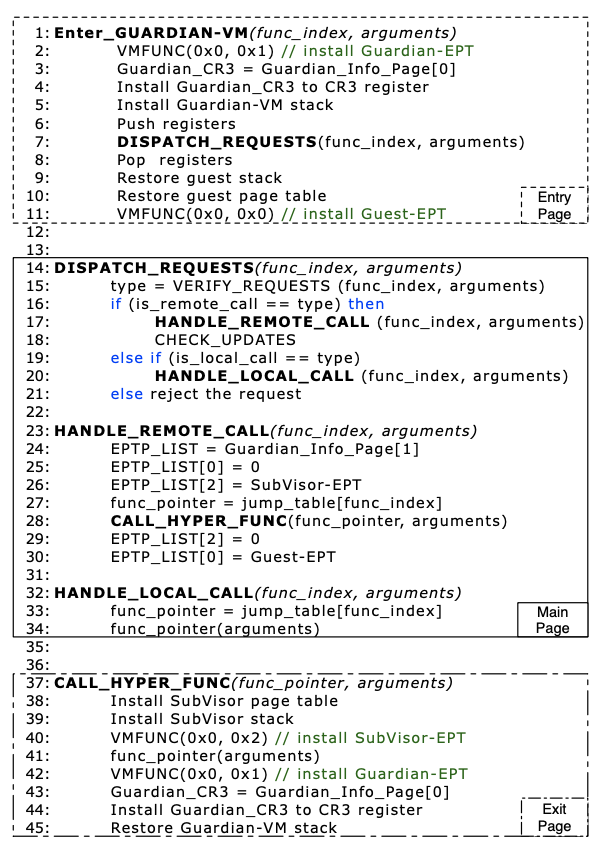 1: Enter_GUARDIAN-VM(func_index, arguments)
2: VMFUNC(0x0, 0x1) // install Guardian-EPT
3: Guardian_CR3 = Guardian_Info_Page[0]
4: Install Guardian_CR3 to CR3 register
5: Install Guardian-VM stack
6: Push registers
7: DISPATCH_REQUESTS(func_index, arguments)
8: Pop registers
9: Restore guest stack
10: Restore guest page table
11: VMFUNC(0x0, 0x0) // install Guest-EPT
Entry
Page
12:
13:
14: DISPATCH_REQUESTS(func_index, arguments)
15: type = VERIFY_REQUESTS (func_index, arguments)
16: if (is_remote_call == type) then
17: HANDLE_REMOTE_CALL (func_index, arguments)
18: CHECK_UPDATES
19: else if (is_local_call == type)
20: HANDLE_LOCAL_CALL (func_index, arguments)
21: else reject the request
22:
23: HANDLE_REMOTE_CALL(func_index, arguments)
24: EPTP_LIST = Guardian_Info_Page[1]
25: EPTP_LIST[0] = 0
26: EPTP_LIST[2] = SubVisor-EPT
27: func_pointer = jump_table[func_index]
28: CALL_HYPER_FUNC(func_pointer, arguments)
29: EPTP_LIST[2] = 0
30: EPTP_LIST[0] = Guest-EPT
31:
32: HANDLE_LOCAL_CALL(func_index, arguments)
33: func_pointer = jump_table[func_index]
34: func_pointer(arguments)
Main
Page
35:
36:
37: CALL_HYPER_FUNC(func_pointer, arguments)
38: Install SubVisor page table
39: Install SubVisor stack
40: VMFUNC(0x0, 0x2) // install SubVisor-EPT
41: func_pointer(arguments)
42: VMFUNC(0x0, 0x1) // install Guardian-EPT
43: Guardian_CR3 = Guardian_Info_Page[0]
44: Install Guardian_CR3 to CR3 register
45: Restore Guardian-VM stack
Exit
Page